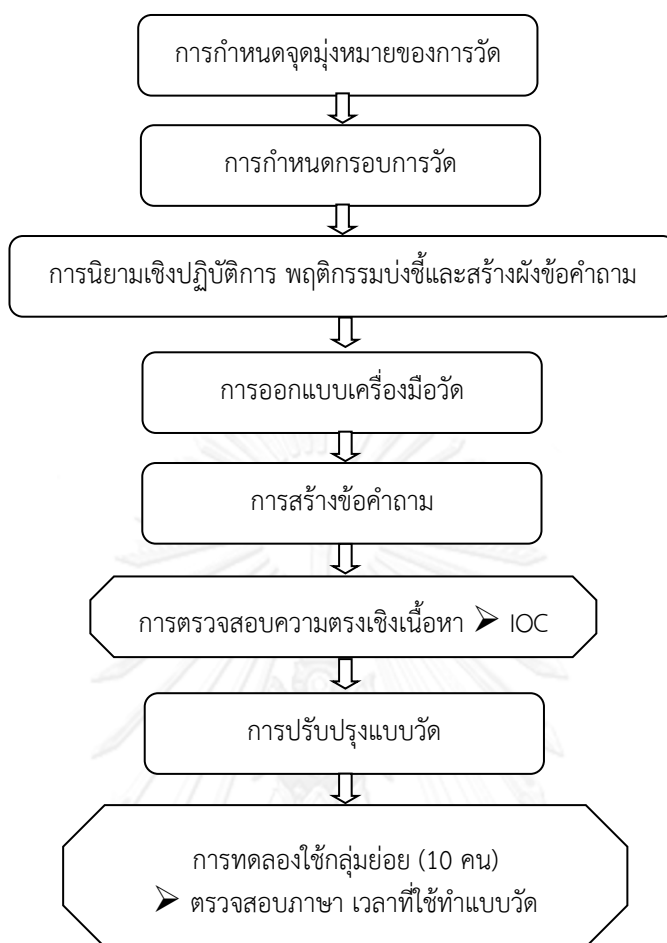 การกำหนดจุดมุ่งหมายของการวัด
การกำหนดกรอบการวัด
การนิยามเชิงปฏิบัติการ พฤติกรรมบ่งชี้และสร้างผังข้อคำถาม
การออกแบบเครื่องมือวัด
การสร้างข้อคำถาม
การตรวจสอบความตรงเชิงเนื้อหา ➢ IOC
การปรับปรุงแบบวัด
การทดลองใช้กลุ่มย่อย (10 คน)
➢ ตรวจสอบภาษา เวลาที่ใช้ทำแบบวัด